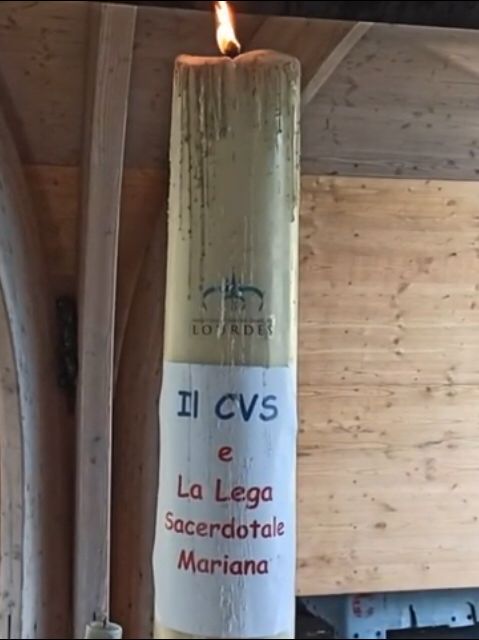 LOURDES
Il CVS
e
La Lega
Sacerdotale
Mariana